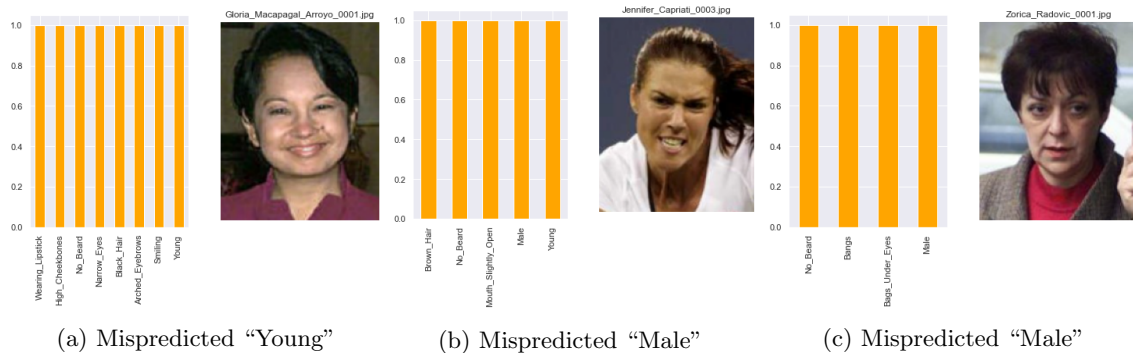 Gloria_Macapagal_Arroyo_0001.jpg
1.0
0.8
0.6
0.4
0.2
0.0
Wearing_Lipstick
High_Cheekbones
No_Beard
Narrow_Eyes
Black_Hair
Arched_Eyebrows
Smiling
Young
(a) Mispredicted “Young”
Jennifer_Capriati_0003.jpg
1.0
0.8
0.6
0.4
0.2
0.0
Brown_Hair
No_Beard
Mouth_Slightly_Open
Male
Young
(b) Mispredicted “Male”
Zorica_Radovic_0001.jpg
1.0
0.8
0.6
0.4
0.2
0.0
No_Beard
Bangs
Bags_Under_Eyes
Male
(c) Mispredicted “Male”